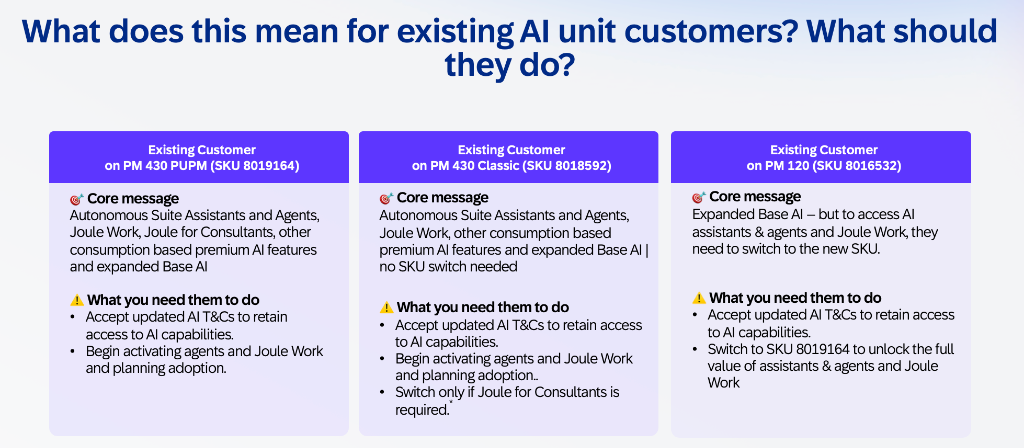 What does this mean for existing AI unit customers? What should
they do?
Existing Customer
on PM 430 PUPM (SKU 8019164)
🎯 Core message
Autonomous Suite Assistants and Agents,
Joule Work, Joule for Consultants, other
consumption based premium AI features
and expanded Base AI
⚠️ What you need them to do
• Accept updated AI T&Cs to retain
access to AI capabilities.
• Begin activating agents and Joule Work
and planning adoption.
Existing Customer
on PM 430 Classic (SKU 8018592)
🎯 Core message
Autonomous Suite Assistants and Agents,
Joule Work, other consumption based
premium AI features and expanded Base AI |
no SKU switch needed
⚠️ What you need them to do
• Accept updated AI T&Cs to retain access
to AI capabilities.
• Begin activating agents and Joule Work
and planning adoption..
• Switch only if Joule for Consultants is
required.*
Existing Customer
on PM 120 (SKU 8016532)
🎯 Core message
Expanded Base AI – but to access AI
assistants & agents and Joule Work, they
need to switch to the new SKU.
⚠️ What you need them to do
• Accept updated AI T&Cs to retain access
to AI capabilities.
• Switch to SKU 8019164 to unlock the full
value of assistants & agents and Joule
Work